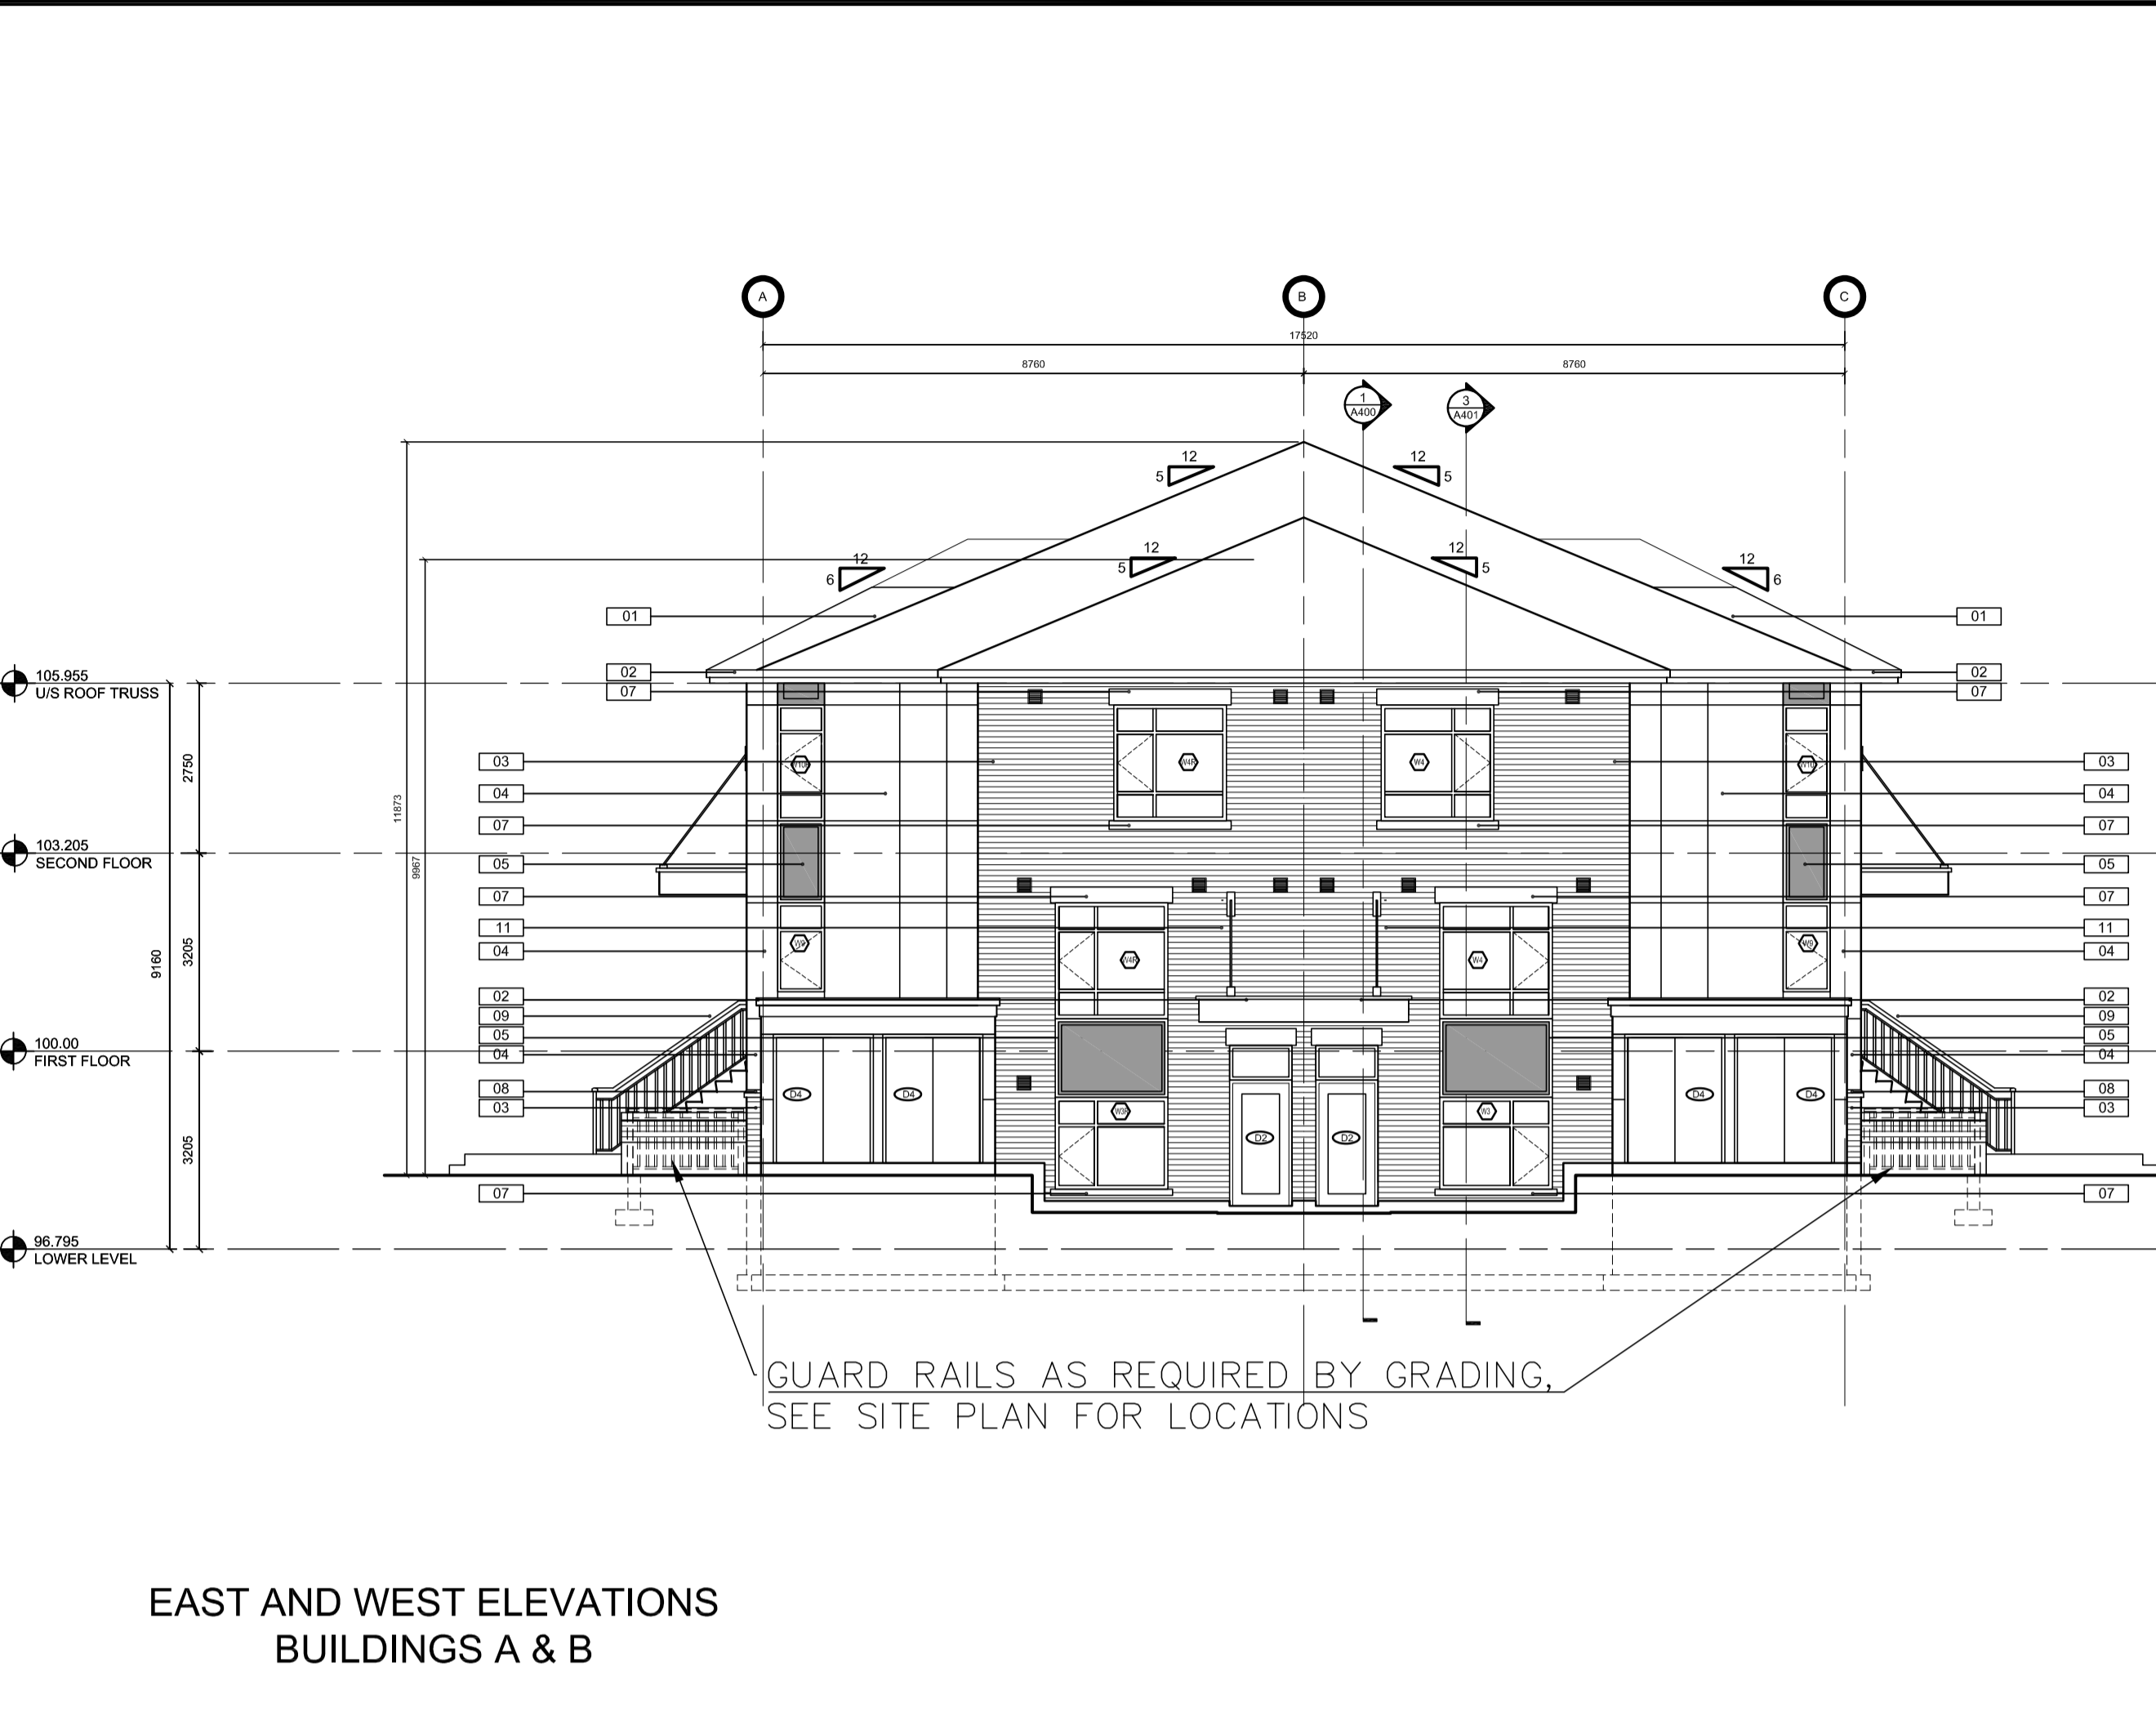 A B C
17520
8760 8760
1 3
A400 A401
12 12
5 5
12 12 12 12
6 5 5 6
01 01
02 02
07 07
105.955
U/S ROOF TRUSS
2750
11873
03 W4R W4 03
04 04
07 07
103.205
SECOND FLOOR
9967
05 05
07 07
11 11
04 W9 W4R W4 W9 04
9160
3205
02 02
09 09
05 05
04 04
100.00
FIRST FLOOR
08 D4 D4 D4 D4 08
03 W3R W3 03
D2 D2
3205
07 07
96.795
LOWER LEVEL
GUARD RAILS AS REQUIRED BY GRADING,
SEE SITE PLAN FOR LOCATIONS
EAST AND WEST ELEVATIONS
BUILDINGS A & B